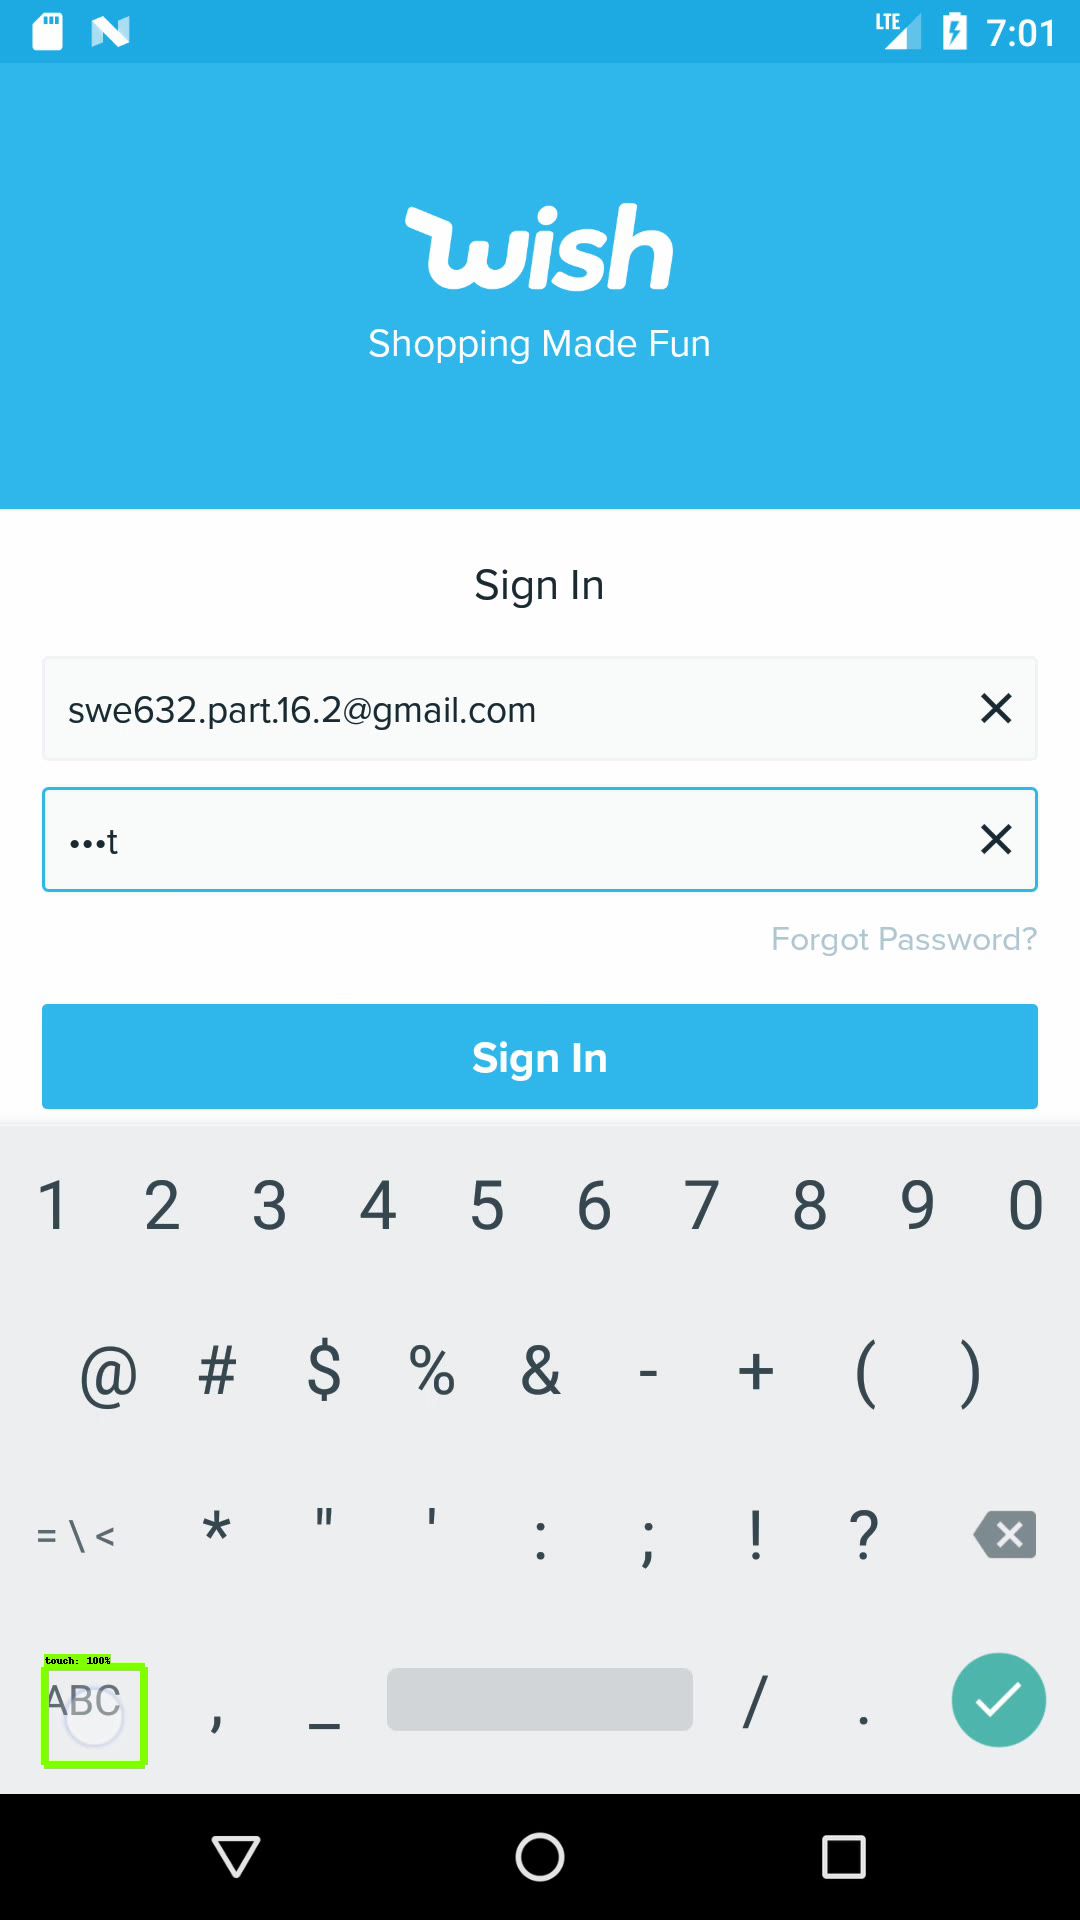 LTE 7:01
wish
Shopping Made Fun
Sign In
swe632.part.16.2@gmail.com
•••t
Forgot Password?
Sign In
1 2 3 4 5 6 7 8 9 0
@ # $ % & - + ( )
= \ < * " ' : ; ! ?
touch: 100%
ABC , _ / .